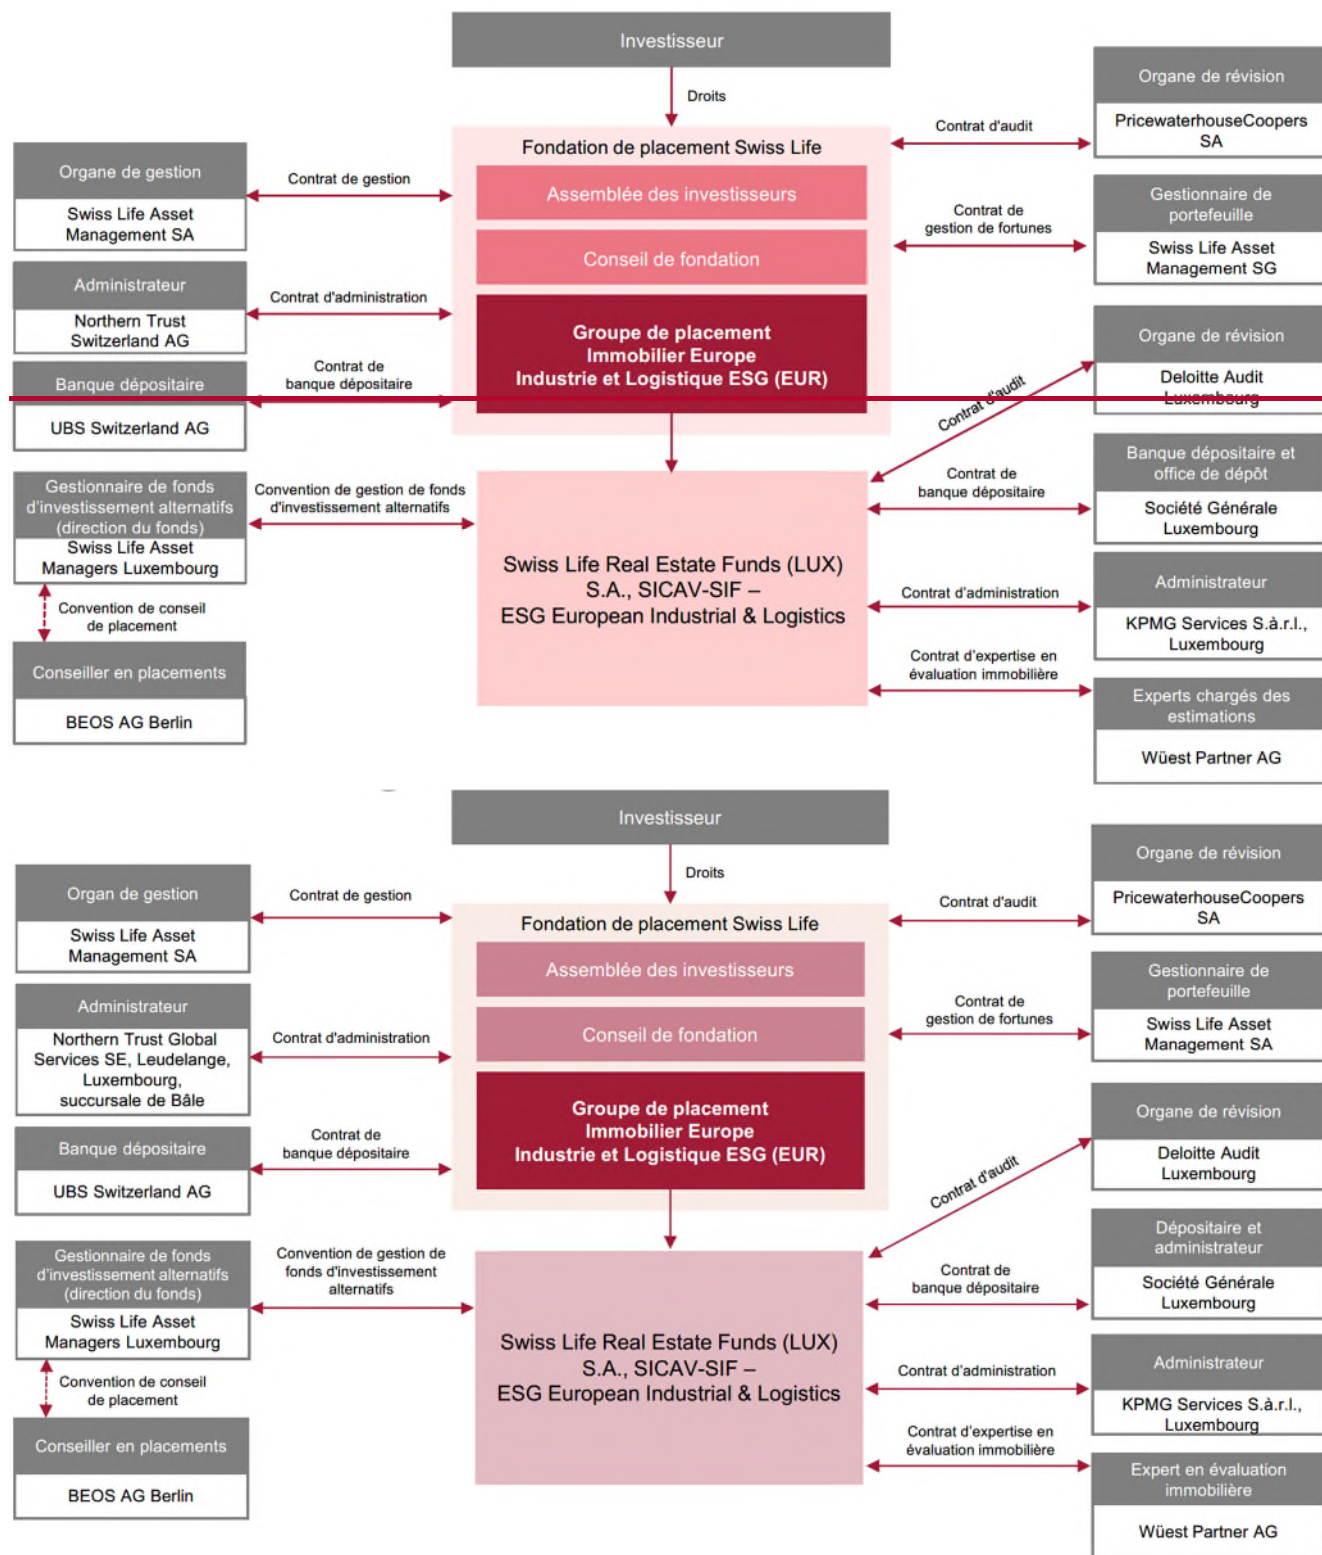 Investisseur
Droits
Organe de révision
PricewaterhouseCoopers
SA
Contrat d'audit
Fondation de placement Swiss Life
Organe de gestion
Swiss Life Asset
Management SA
Contrat de gestion
Assemblée des investisseurs
Gestionnaire de
portefeuille
Swiss Life Asset
Management SG
Contrat de
gestion de fortunes
Conseil de fondation
Administrateur
Northern Trust
Switzerland AG
Contrat d'administration
Groupe de placement
Immobilier Europe
Industrie et Logistique ESG (EUR)
Organe de révision
Deloitte Audit
Luxembourg
Contrat d'audit
Banque dépositaire
UBS Switzerland AG
Contrat de
banque dépositaire
Banque dépositaire et
office de dépôt
Société Générale
Luxembourg
Contrat de
banque dépositaire
Gestionnaire de fonds
d'investissement alternatifs
(direction du fonds)
Swiss Life Asset
Managers Luxembourg
Convention de gestion de fonds
d'investissement alternatifs
Swiss Life Real Estate Funds (LUX)
S.A., SICAV-SIF –
ESG European Industrial & Logistics
Contrat d'administration
Administrateur
KPMG Services S.à.r.l.,
Luxembourg
Convention de conseil
de placement
Conseiller en placements
BEOS AG Berlin
Contrat d'expertise en
évaluation immobilière
Experts chargés des
estimations
Wüest Partner AG
Investisseur
Droits
Organe de révision
PricewaterhouseCoopers
SA
Contrat d'audit
Fondation de placement Swiss Life
Organ de gestion
Swiss Life Asset
Management SA
Contrat de gestion
Assemblée des investisseurs
Gestionnaire de
portefeuille
Swiss Life Asset
Management SA
Contrat de
gestion de fortunes
Conseil de fondation
Administrateur
Northern Trust Global
Services SE, Leudelange,
Luxembourg,
succursale de Bâle
Contrat d'administration
Groupe de placement
Immobilier Europe
Industrie et Logistique ESG (EUR)
Organe de révision
Deloitte Audit
Luxembourg
Contrat d'audit
Banque dépositaire
UBS Switzerland AG
Contrat de
banque dépositaire
Dépositaire et
administrateur
Société Générale
Luxembourg
Contrat de
banque dépositaire
Gestionnaire de fonds
d'investissement alternatifs
(direction du fonds)
Swiss Life Asset
Managers Luxembourg
Convention de gestion de
fonds d'investissement
alternatifs
Swiss Life Real Estate Funds (LUX)
S.A., SICAV-SIF –
ESG European Industrial & Logistics
Contrat d'administration
Administrateur
KPMG Services S.à.r.l.,
Luxembourg
Convention de conseil
de placement
Conseiller en placements
BEOS AG Berlin
Contrat d'expertise en
évaluation immobilière
Expert en évaluation
immobilière
Wüest Partner AG